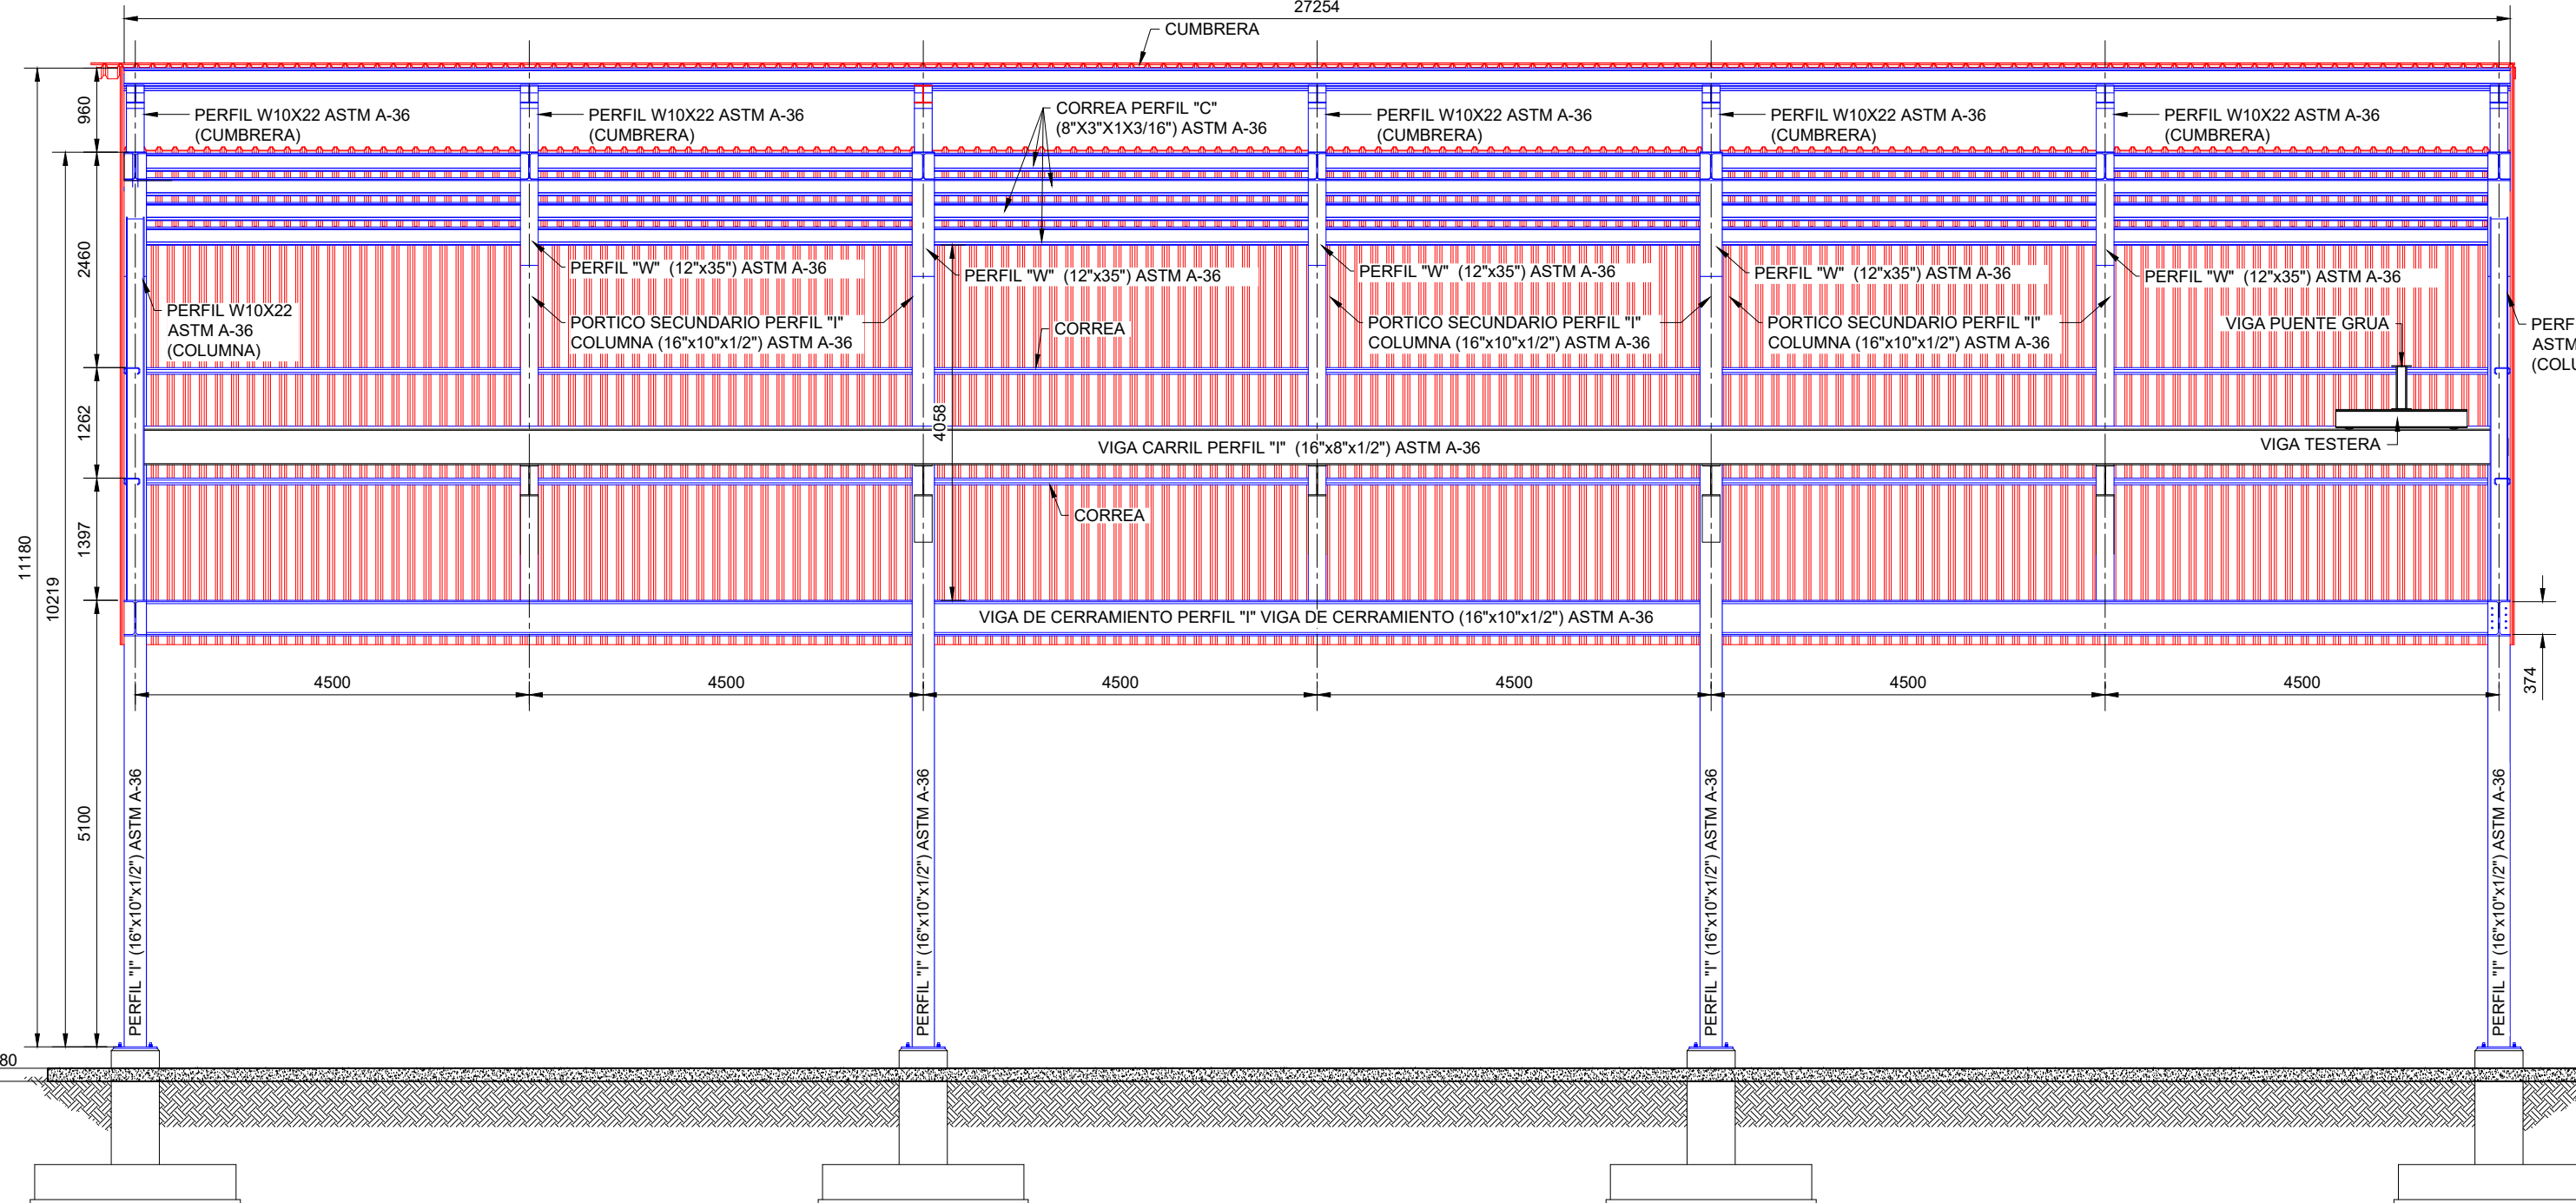 27254
CUMBRERA
960
PERFIL W10X22 ASTM A-36
(CUMBRERA)
PERFIL W10X22 ASTM A-36
(CUMBRERA)
CORREA PERFIL "C"
(8"X3"X1X3/16") ASTM A-36
PERFIL W10X22 ASTM A-36
(CUMBRERA)
PERFIL W10X22 ASTM A-36
(CUMBRERA)
PERFIL W10X22 ASTM A-36
(CUMBRERA)
2460
PERFIL "W" (12"x35") ASTM A-36
PERFIL "W" (12"x35") ASTM A-36
PERFIL "W" (12"x35") ASTM A-36
PERFIL "W" (12"x35") ASTM A-36
PERFIL "W" (12"x35") ASTM A-36
PERFIL W10X22
ASTM A-36
(COLUMNA)
PORTICO SECUNDARIO PERFIL "I"
COLUMNA (16"x10"x1/2") ASTM A-36
CORREA
PORTICO SECUNDARIO PERFIL "I"
COLUMNA (16"x10"x1/2") ASTM A-36
PORTICO SECUNDARIO PERFIL "I"
COLUMNA (16"x10"x1/2") ASTM A-36
VIGA PUENTE GRUA
PERF
ASTM
(COLU
1262
4058
VIGA CARRIL PERFIL "I" (16"x8"x1/2") ASTM A-36
VIGA TESTERA
1397
CORREA
11180
10219
VIGA DE CERRAMIENTO PERFIL "I" VIGA DE CERRAMIENTO (16"x10"x1/2") ASTM A-36
374
4500
4500
4500
4500
4500
4500
5100
PERFIL "I" (16"x10"x1/2") ASTM A-36
PERFIL "I" (16"x10"x1/2") ASTM A-36
PERFIL "I" (16"x10"x1/2") ASTM A-36
PERFIL "I" (16"x10"x1/2") ASTM A-36
80